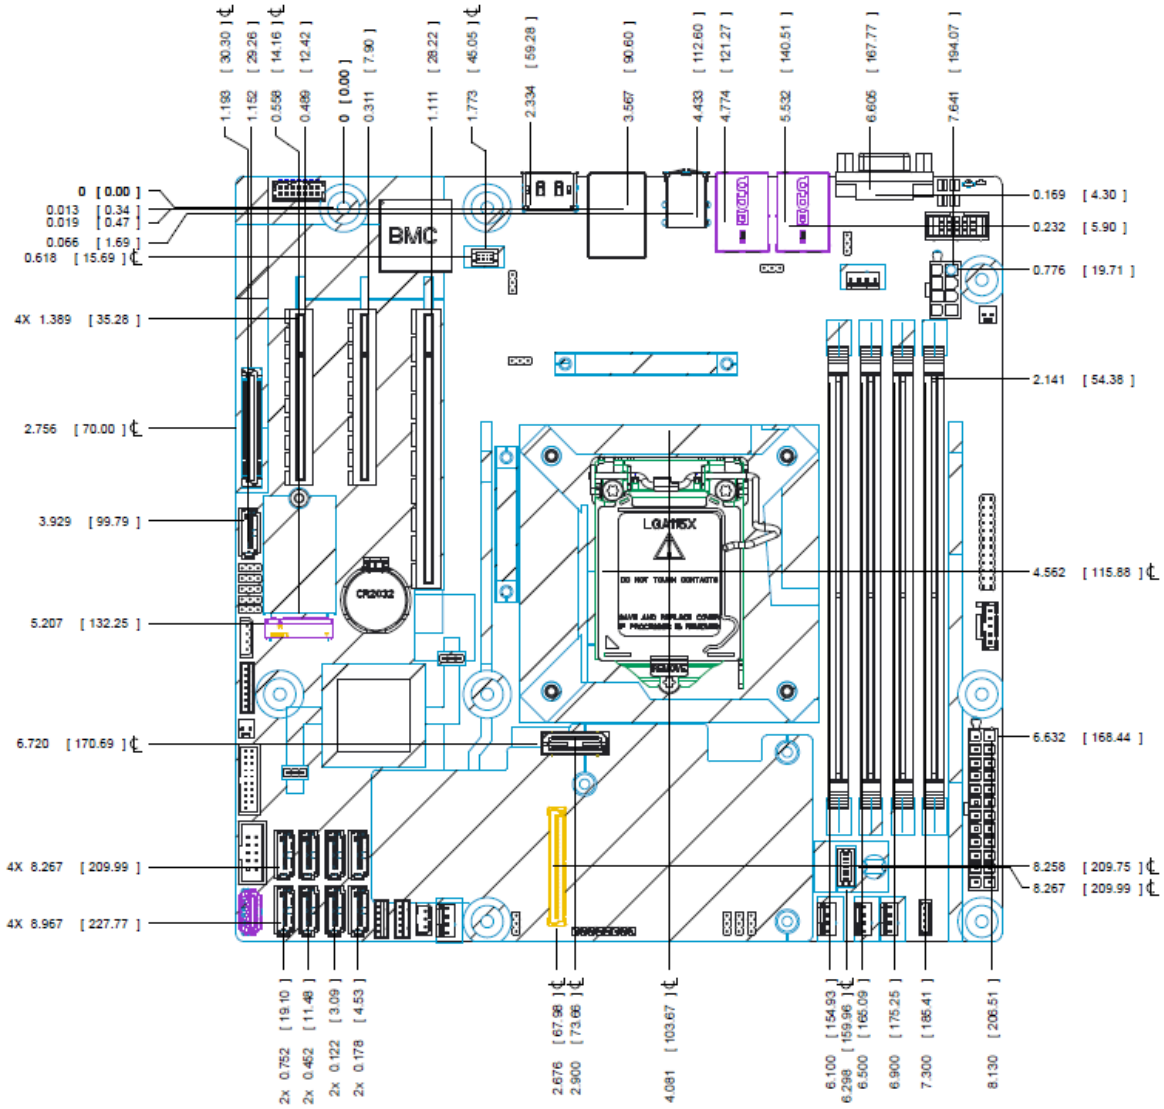 1.193 [ 30.30 ] ℄
1.152 [ 29.26 ]
0.558 [ 14.16 ] ℄
0.489 [ 12.42 ]
0 [ 0.00 ]
0.311 [ 7.90 ]
1.111 [ 28.22 ]
1.773 [ 45.05 ] ℄
2.334 [ 59.28 ]
3.567 [ 90.60 ]
4.433 [ 112.60 ]
4.774 [ 121.27 ]
5.532 [ 140.51 ]
6.605 [ 167.77 ]
7.641 [ 194.07 ]
0 [ 0.00 ]
0.013 [ 0.34 ]
0.019 [ 0.47 ]
0.066 [ 1.69 ]
0.618 [ 15.69 ] ℄
4X 1.389 [ 35.28 ]
2.756 [ 70.00 ] ℄
3.929 [ 99.79 ]
5.207 [ 132.25 ]
6.720 [ 170.69 ] ℄
4X 8.267 [ 209.99 ]
4X 8.967 [ 227.77 ]
BMC
CR2032
LGA115X
DO NOT TOUCH CONTACTS
SAVE AND REPLACE COVER
IF PROCESSOR IS REMOVED
REMOVE
0.169 [ 4.30 ]
0.232 [ 5.90 ]
0.776 [ 19.71 ]
2.141 [ 54.38 ]
4.562 [ 115.88 ] ℄
6.632 [ 168.44 ]
8.258 [ 209.75 ] ℄
8.267 [ 209.99 ] ℄
2x 0.752 [ 19.10 ]
2x 0.452 [ 11.48 ]
2x 0.122 [ 3.09 ]
2x 0.178 [ 4.53 ]
2.676 [ 67.98 ] ℄
2.900 [ 73.66 ] ℄
4.081 [ 103.67 ] ℄
6.100 [ 154.93 ]
6.298 [ 159.96 ] ℄
6.500 [ 165.09 ]
6.900 [ 175.25 ]
7.300 [ 185.41 ]
8.130 [ 206.51 ]